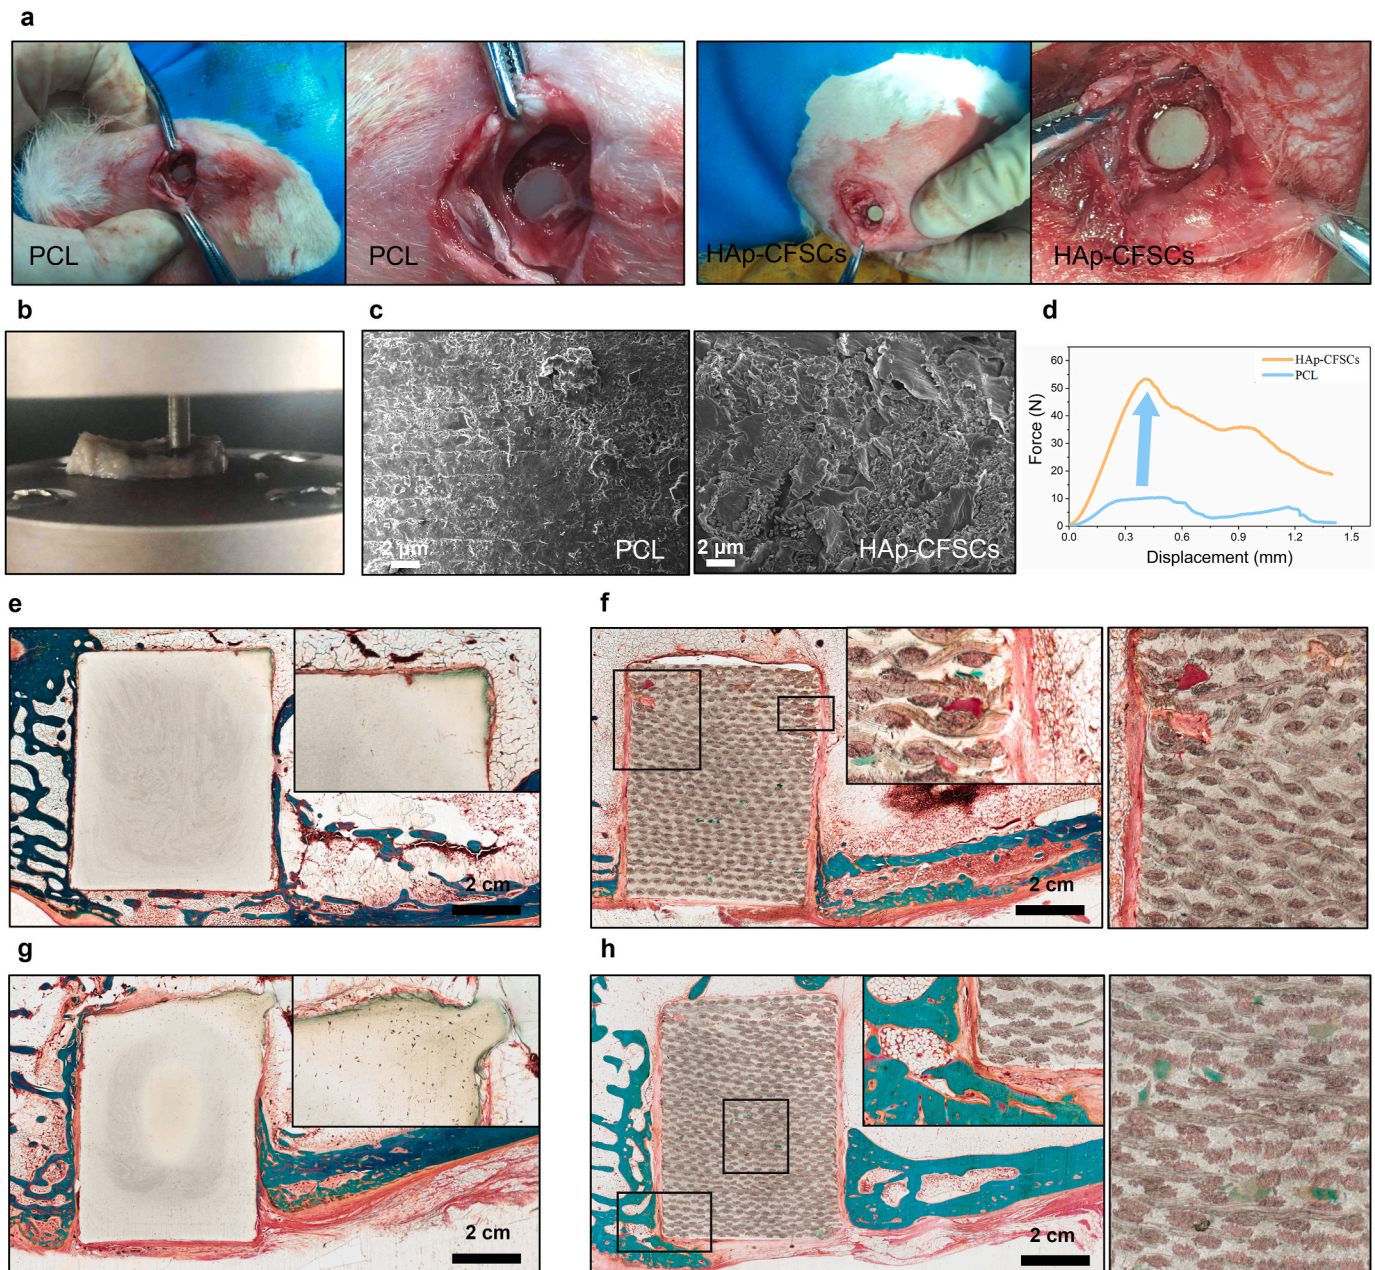 a
PCL
PCL
HAp-CFSCs
HAp-CFSCs
b
c
d
2 µm
PCL
2 µm
HAp-CFSCs
HAp-CFSCs
PCL
Force (N)
60
50
40
30
20
10
0
0.0 0.3 0.6 0.9 1.2 1.5
Displacement (mm)
e
f
2 cm
2 cm
g
h
2 cm
2 cm